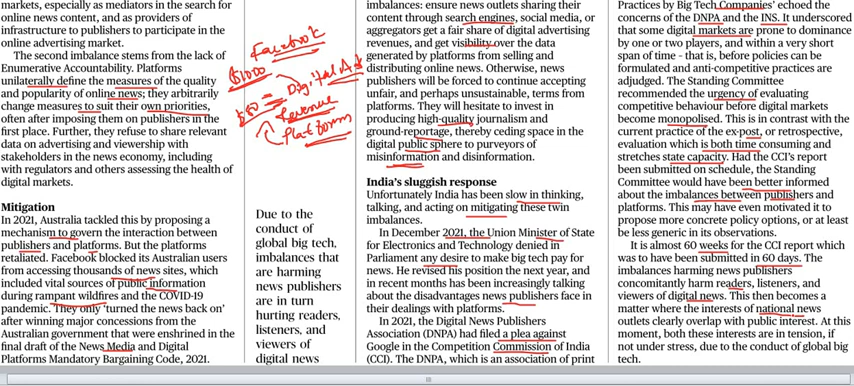 markets, especially as mediators in the search for
online news content, and as providers of
infrastructure to publishers to participate in the
online advertising market.
The second imbalance stems from the lack of
Enumerative Accountability. Platforms
unilaterally define the measures of the quality
and popularity of online news; they arbitrarily
change measures to suit their own priorities,
often after imposing them on publishers in the
first place. Further, they refuse to share relevant
data on advertising and viewership with
stakeholders in the news economy, including
with regulators and others assessing the health of
digital markets.
Mitigation
In 2021, Australia tackled this by proposing a
mechanism to govern the interaction between
publishers and platforms. But the platforms
retaliated. Facebook blocked its Australian users
from accessing thousands of news sites, which
included vital sources of public information
during rampant wildfires and the COVID-19
pandemic. They only ‘turned the news back on’
after winning major concessions from the
Australian government that were enshrined in the
final draft of the News Media and Digital
Platforms Mandatory Bargaining Code, 2021.
Facebook
$1000
Digital Ad
$80
Revenue
Platforms
Due to the
conduct of
global big tech,
imbalances that
are harming
news publishers
are in turn
hurting readers,
listeners, and
viewers of
digital news
imbalances: ensure news outlets sharing their
content through search engines, social media, or
aggregators get a fair share of digital advertising
revenues, and get visibility over the data
generated by platforms from selling and
distributing online news. Otherwise, news
publishers will be forced to continue accepting
unfair, and perhaps unsustainable, terms from
platforms. They will hesitate to invest in
producing high-quality journalism and
ground-reportage, thereby ceding space in the
digital public sphere to purveyors of
misinformation and disinformation.
India’s sluggish response
Unfortunately India has been slow in thinking,
talking, and acting on mitigating these twin
imbalances.
In December 2021, the Union Minister of State
for Electronics and Technology denied in
Parliament any desire to make big tech pay for
news. He revised his position the next year, and
in recent months has been increasingly talking
about the disadvantages news publishers face in
their dealings with platforms.
In 2021, the Digital News Publishers
Association (DNPA) had filed a plea against
Google in the Competition Commission of India
(CCI). The DNPA, which is an association of print
Practices by Big Tech Companies’ echoed the
concerns of the DNPA and the INS. It underscored
that some digital markets are prone to dominance
by one or two players, and within a very short
span of time - that is, before policies can be
formulated and anti-competitive practices are
adjudged. The Standing Committee
recommended the urgency of evaluating
competitive behaviour before digital markets
become monopolised. This is in contrast with the
current practice of the ex-post, or retrospective,
evaluation which is both time consuming and
stretches state capacity. Had the CCI’s report
been submitted on schedule, the Standing
Committee would have been better informed
about the imbalances between publishers and
platforms. This may have even motivated it to
propose more concrete policy options, or at least
be less generic in its observations.
It is almost 60 weeks for the CCI report which
was to have been submitted in 60 days. The
imbalances harming news publishers
concomitantly harm readers, listeners, and
viewers of digital news. This then becomes a
matter where the interests of national news
outlets clearly overlap with public interest. At this
moment, both these interests are in tension, if
not under stress, due to the conduct of global big
tech.